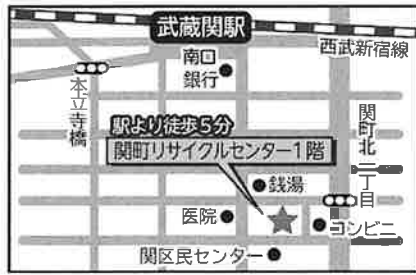 武蔵関駅
西武新宿線
南口
銀行
本立寺橋
駅より徒歩5分
関町リサイクルセンター1階
関町北二丁目
銭湯
医院
コンビニ
関区民センター